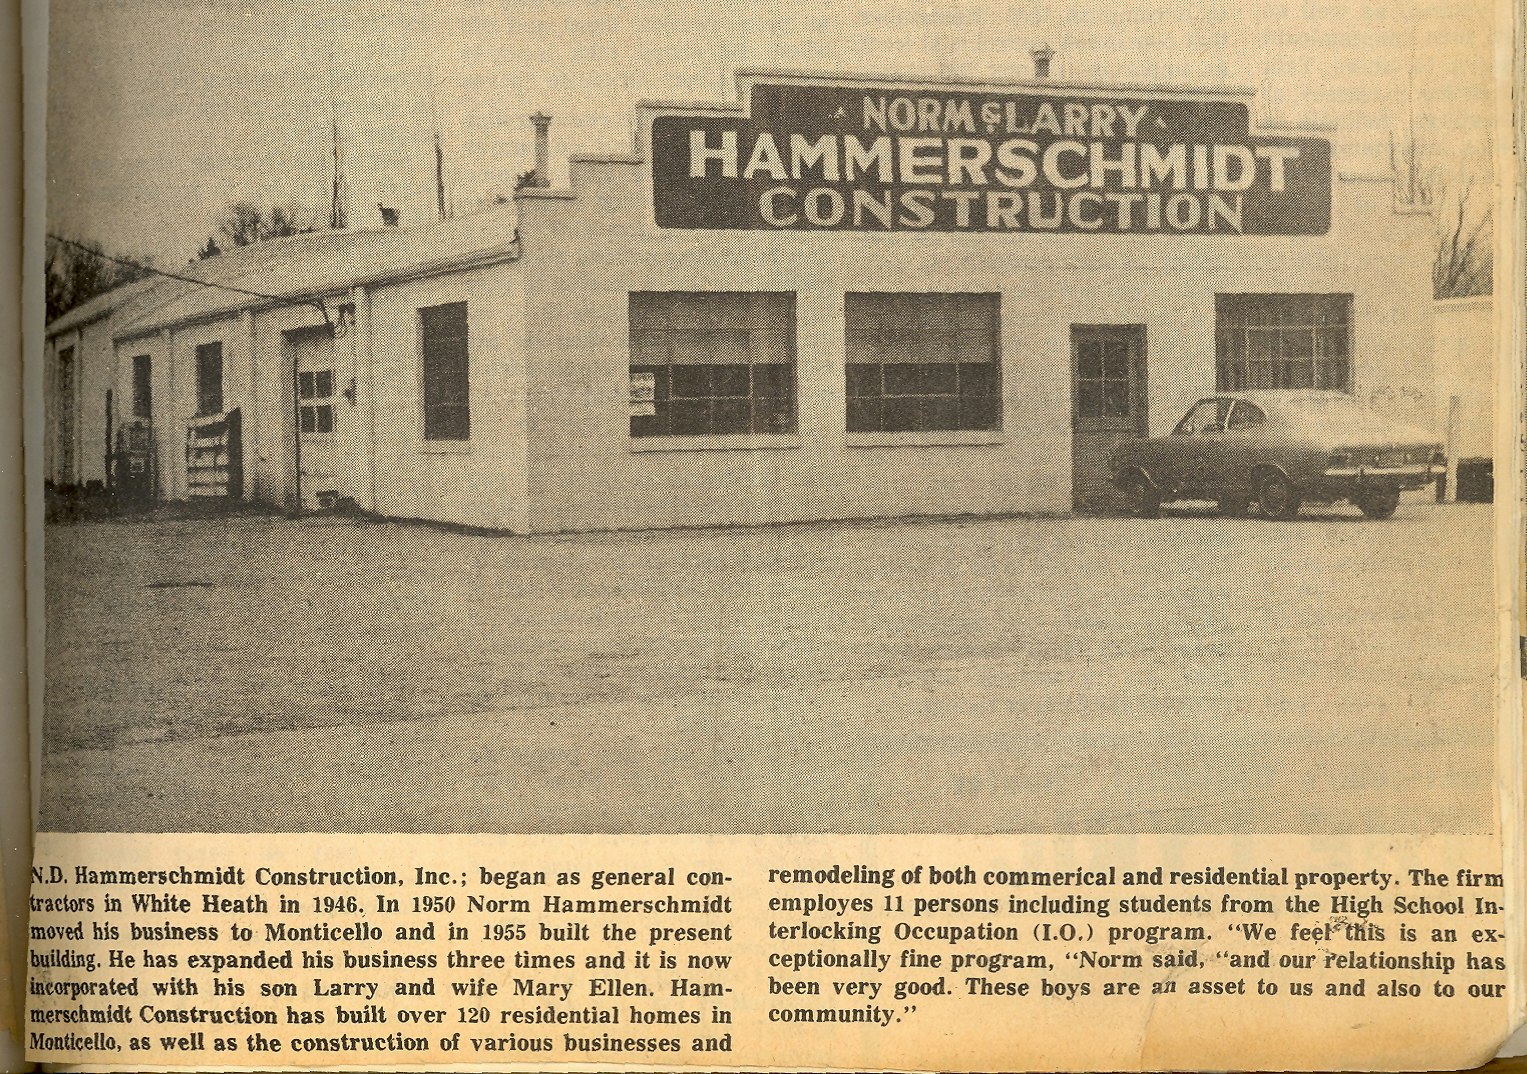 NORM & LARRY
HAMMERSCHMIDT
CONSTRUCTION
N.D. Hammerschmidt Construction, Inc.; began as general con-
tractors in White Heath in 1946. In 1950 Norm Hammerschmidt
moved his business to Monticello and in 1955 built the present
building. He has expanded his business three times and it is now
incorporated with his son Larry and wife Mary Ellen. Ham-
merschmidt Construction has built over 120 residential homes in
Monticello, as well as the construction of various businesses and
remodeling of both commerical and residential property. The firm
employes 11 persons including students from the High School In-
terlocking Occupation (I.O.) program. “We feel this is an ex-
ceptionally fine program, “Norm said, “and our relationship has
been very good. These boys are an asset to us and also to our
community.”